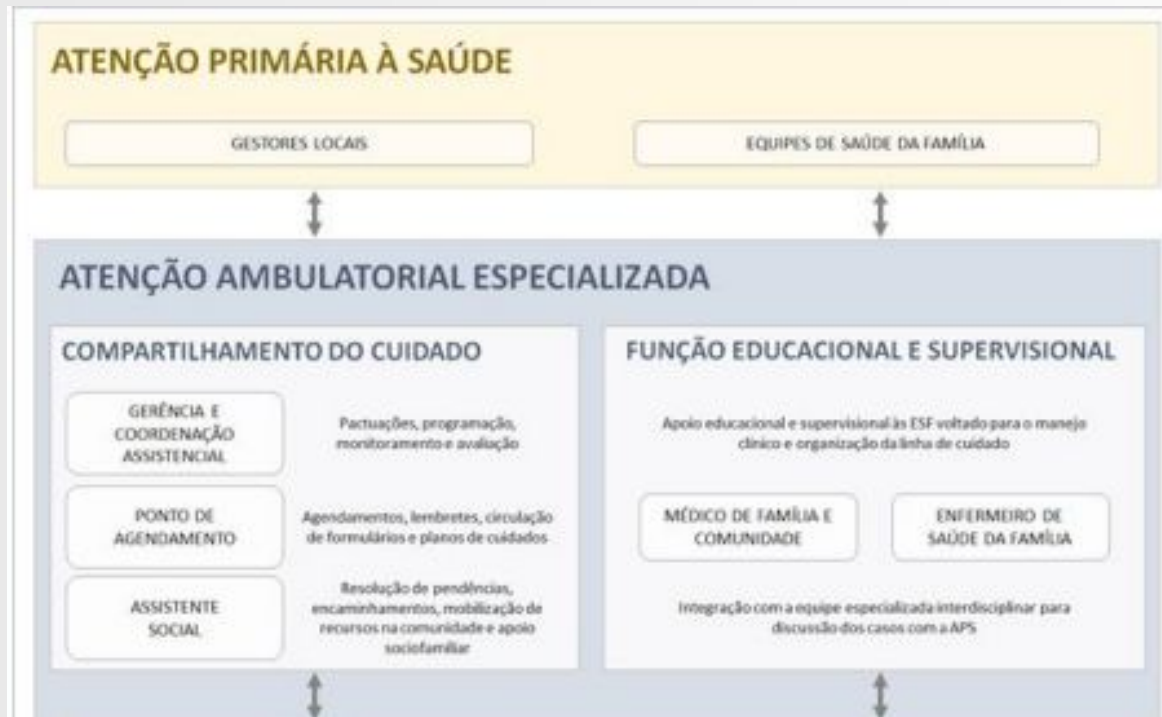 ATENÇÃO PRIMÁRIA À SAÚDE
GESTORES LOCAIS
EQUIPES DE SAÚDE DA FAMÍLIA
ATENÇÃO AMBULATORIAL ESPECIALIZADA
COMPARTILHAMENTO DO CUIDADO
GERÊNCIA E
COORDENAÇÃO
ASSISTENCIAL
Pactuações, programação,
monitoramento e avaliação
PONTO DE
AGENDAMENTO
Agendamentos, lembretes, circulação
de formulários e planos de cuidados
ASSISTENTE
SOCIAL
Resolução de pendências,
encaminhamentos, mobilização de
recursos na comunidade e apoio
sociofamiliar
FUNÇÃO EDUCACIONAL E SUPERVISIONAL
Apoio educacional e supervisional às ESF voltado para o manejo
clínico e organização da linha de cuidado
MÉDICO DE FAMÍLIA E
COMUNIDADE
ENFERMEIRO DE
SAÚDE DA FAMÍLIA
Integração com a equipe especializada interdisciplinar para
discussão dos casos com a APS